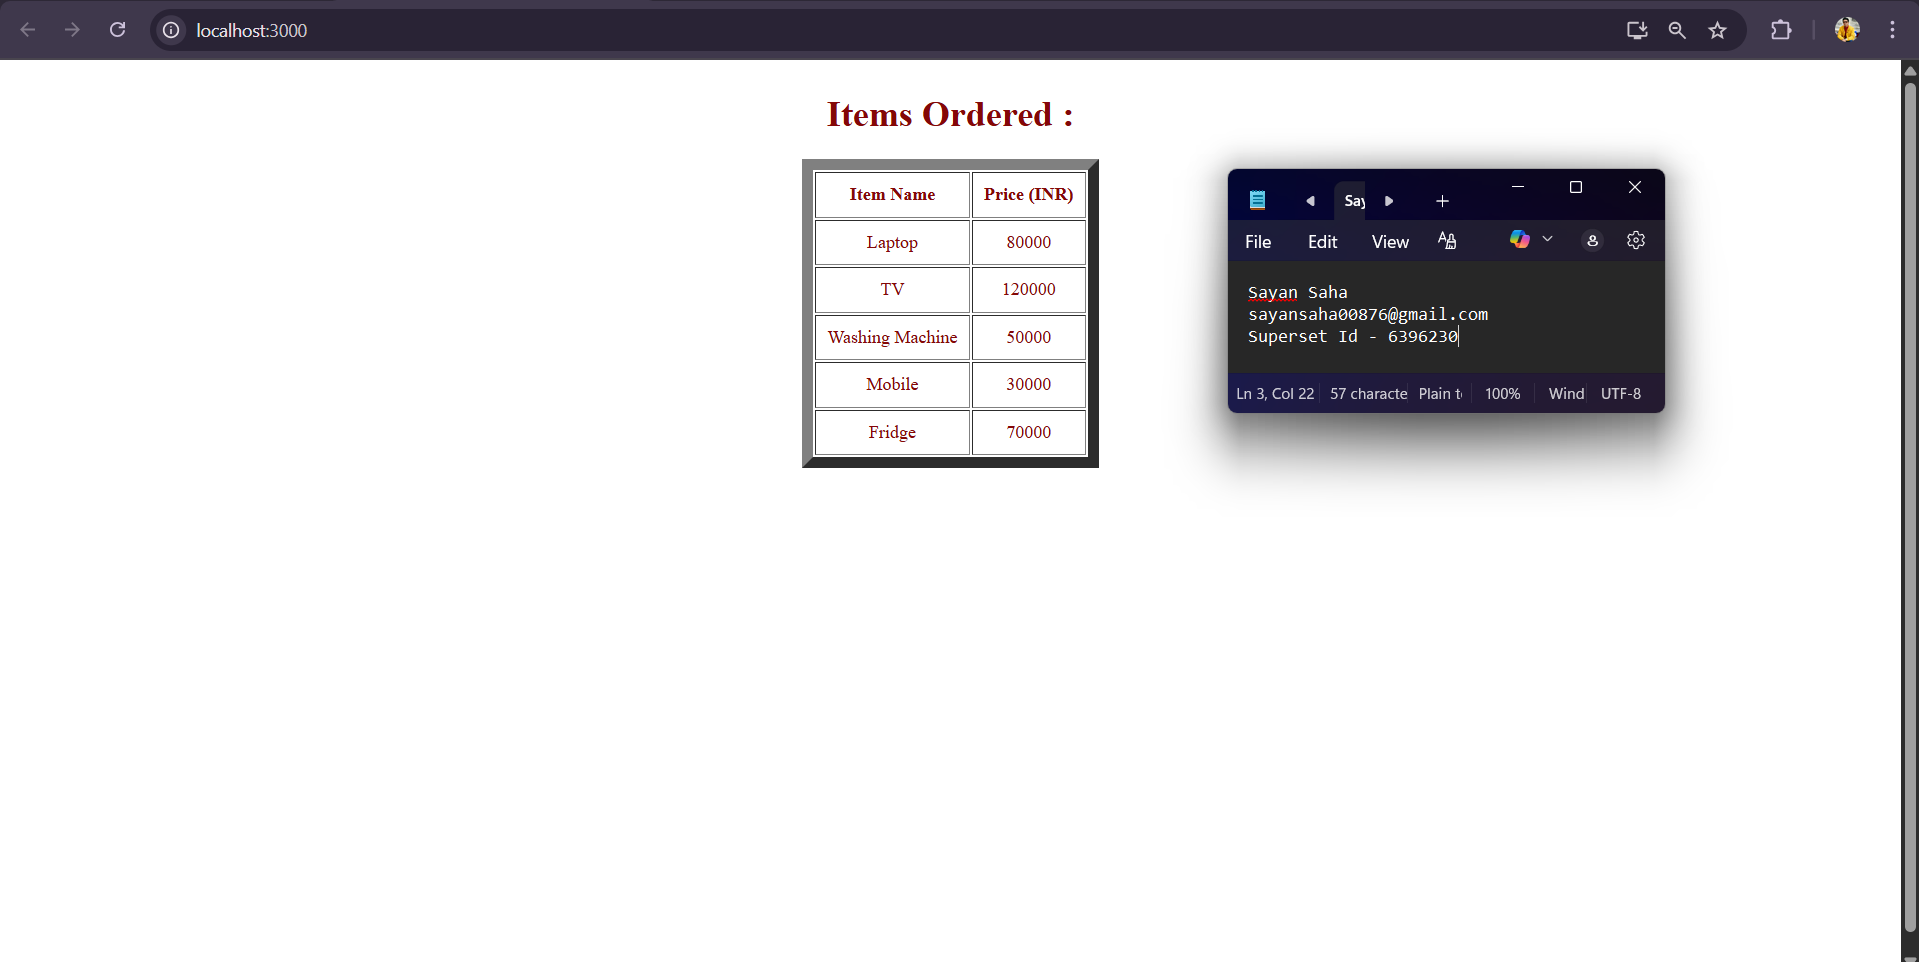 localhost:3000
Items Ordered :
Item Name Price (INR)
Laptop 80000
TV 120000
Washing Machine 50000
Mobile 30000
Fridge 70000
Say
File Edit View
Sayan Saha
sayansaha00876@gmail.com
Superset Id - 6396230
Ln 3, Col 22 57 characte Plain t 100% Wind UTF-8